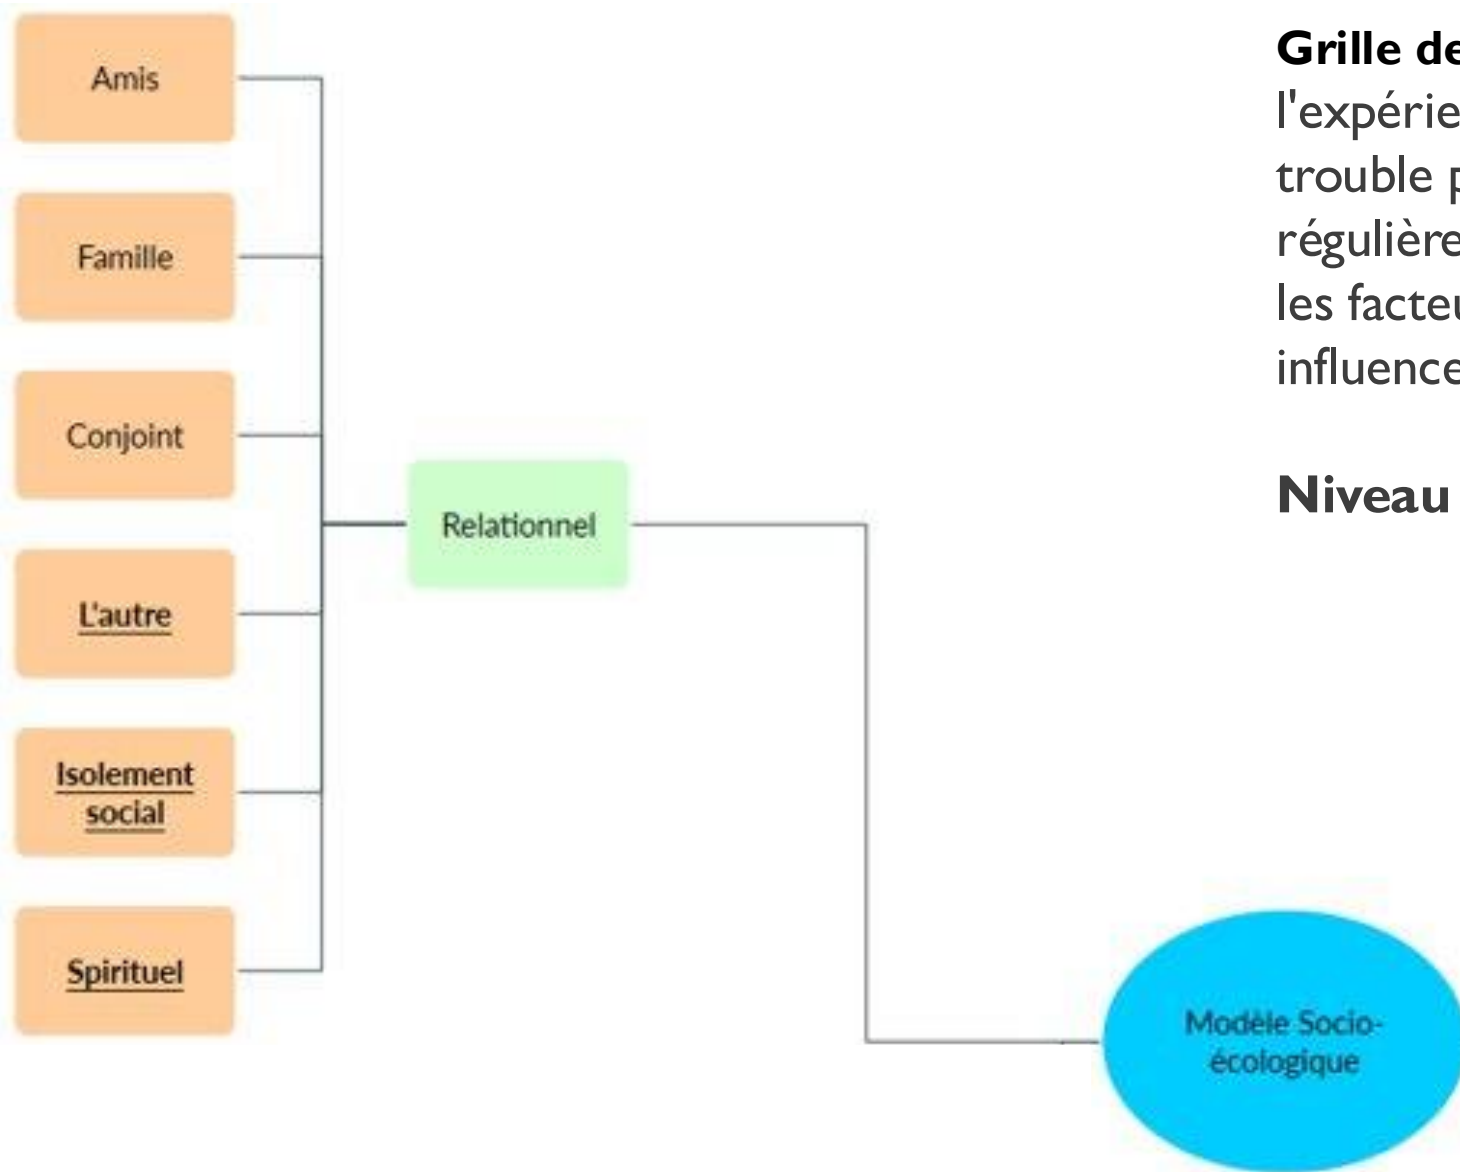 Amis
Famille
Conjoint
L'autre
Isolement
social
Spirituel
Relationnel
Modèle Socio-
écologique
Grille de
l'expérie
trouble p
régulière
les facteu
influence
Niveau